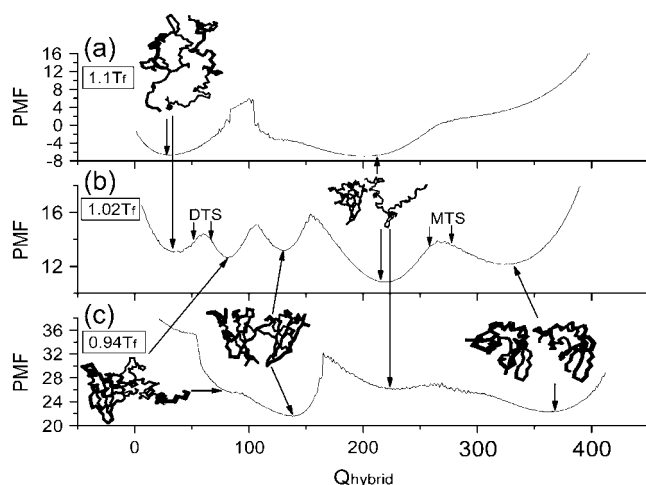 (a)
1.1Tf
PMF
16
12
8
4
0
-4
-8
(b)
1.02Tf
PMF
16
12
DTS
MTS
(c)
0.94Tf
PMF
36
32
28
24
20
0 100 200 300 400
Qhybrid